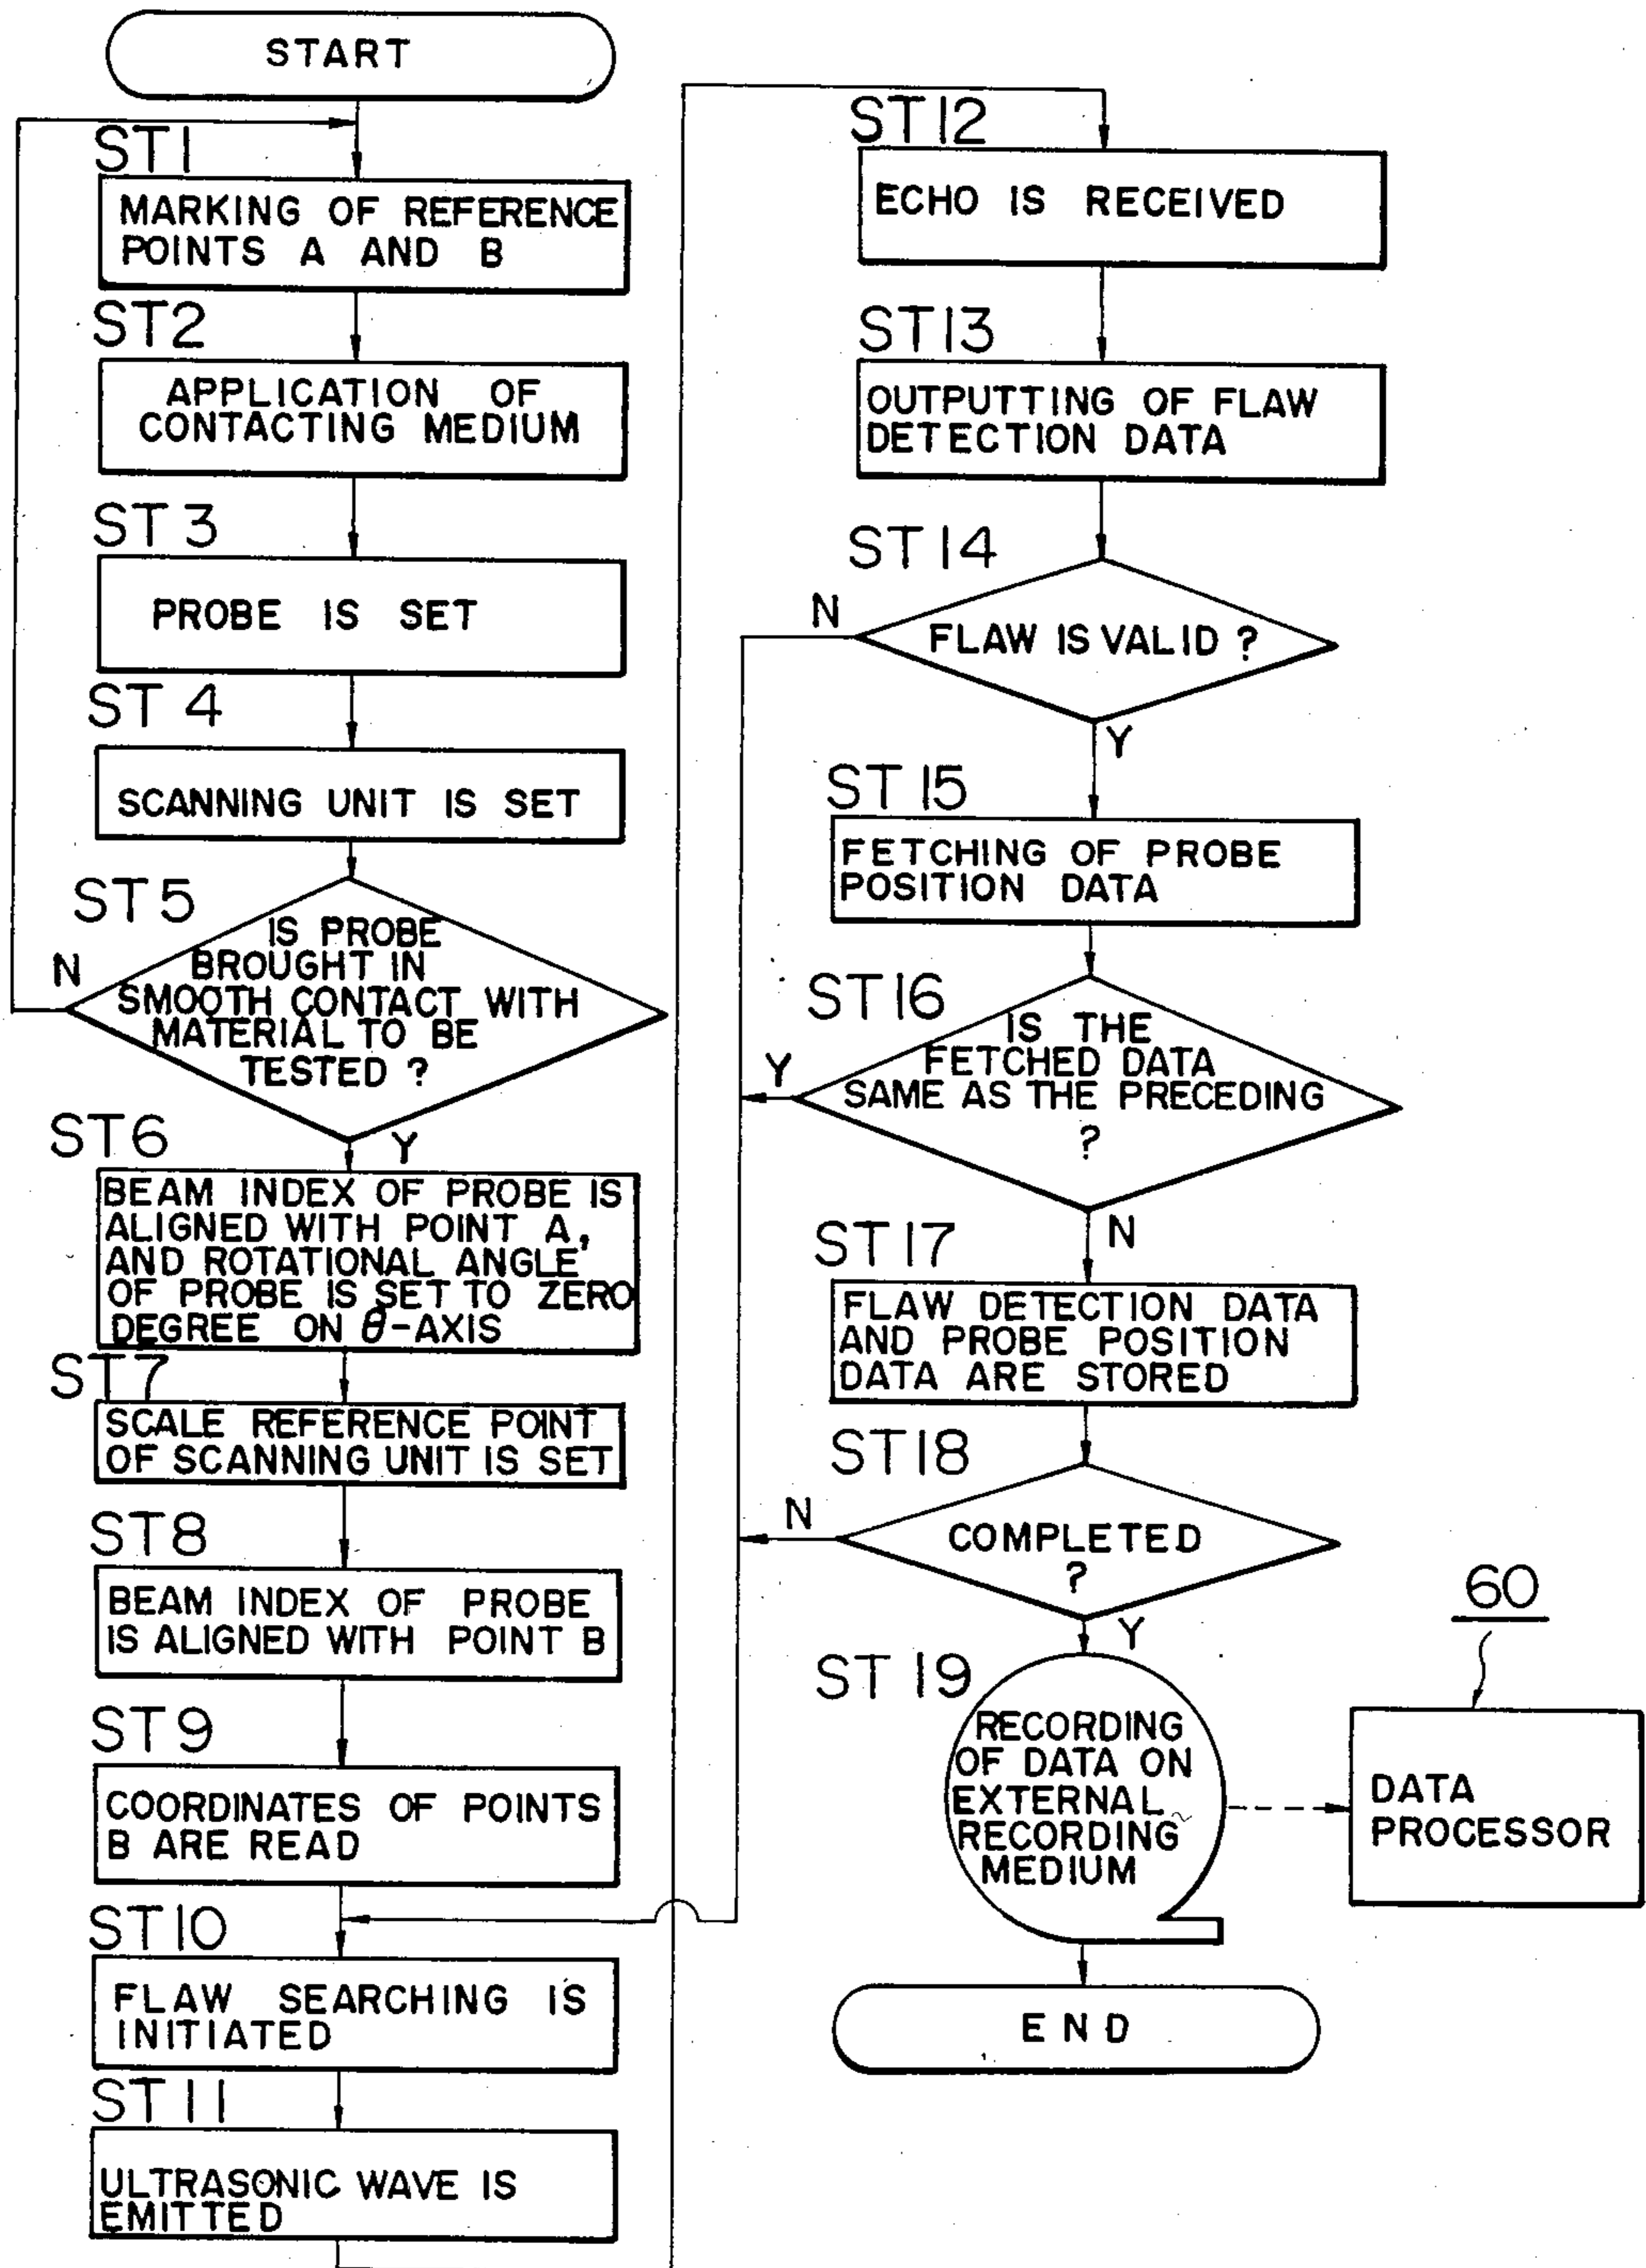 START
ST1
MARKING OF REFERENCE
POINTS A AND B
ST2
APPLICATION OF
CONTACTING MEDIUM
ST3
PROBE IS SET
ST4
SCANNING UNIT IS SET
ST5
IS PROBE
BROUGHT IN
SMOOTH CONTACT WITH
MATERIAL TO BE
TESTED ?
N
Y
ST6
BEAM INDEX OF PROBE IS
ALIGNED WITH POINT A,
AND ROTATIONAL ANGLE
OF PROBE IS SET TO ZERO
DEGREE ON θ-AXIS
ST7
SCALE REFERENCE POINT
OF SCANNING UNIT IS SET
ST8
BEAM INDEX OF PROBE
IS ALIGNED WITH POINT B
ST9
COORDINATES OF POINTS
B ARE READ
ST10
FLAW SEARCHING IS
INITIATED
ST11
ULTRASONIC WAVE IS
EMITTED
ST12
ECHO IS RECEIVED
ST13
OUTPUTTING OF FLAW
DETECTION DATA
ST14
N
FLAW IS VALID ?
Y
ST15
FETCHING OF PROBE
POSITION DATA
ST16
IS THE
FETCHED DATA
SAME AS THE PRECEDING
?
Y
N
ST17
FLAW DETECTION DATA
AND PROBE POSITION
DATA ARE STORED
ST18
N
COMPLETED
?
Y
ST19
RECORDING
OF DATA ON
EXTERNAL
RECORDING
MEDIUM
60
DATA
PROCESSOR
END